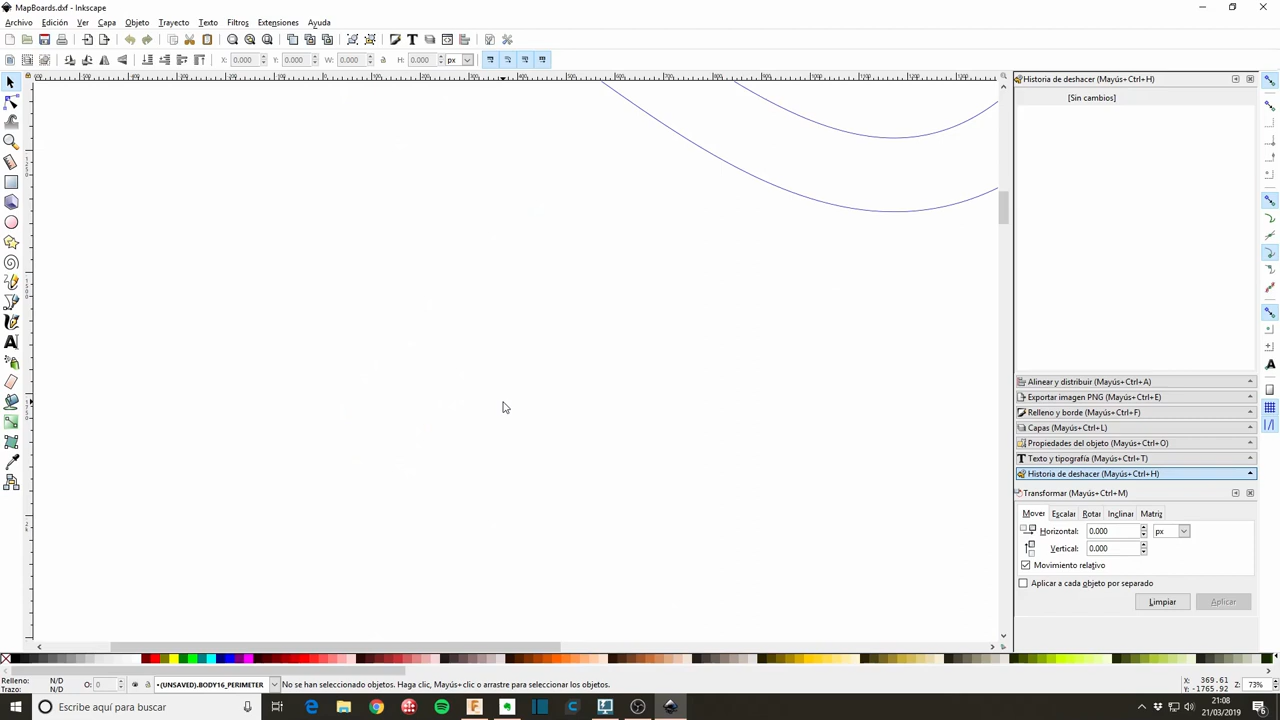 MapBoards.dxf - Inkscape
Archivo Edición Ver Capa Objeto Trayecto Texto Filtros Extensiones Ayuda
X: 0.000 Y: 0.000 W: 0.000 H: 0.000 px
Historia de deshacer (Mayús+Ctrl+H)
[Sin cambios]
Alinear y distribuir (Mayús+Ctrl+A)
Exportar imagen PNG (Mayús+Ctrl+E)
Relleno y borde (Mayús+Ctrl+F)
Capas (Mayús+Ctrl+L)
Propiedades del objeto (Mayús+Ctrl+O)
Texto y tipografía (Mayús+Ctrl+T)
Historia de deshacer (Mayús+Ctrl+H)
Transformar (Mayús+Ctrl+M)
Mover Escalar Rotar Inclinar Matriz
Horizontal: 0.000 px
Vertical: 0.000
Movimiento relativo
Aplicar a cada objeto por separado
Limpiar Aplicar
Relleno: N/D
Trazo: N/D
O: 0
•(UNSAVED).BODY16_PERIMETER
No se han seleccionado objetos. Haga clic, Mayús+clic o arrastre para seleccionar los objetos.
X: 369.61
Y: -1765.92
Z: 73%
Escribe aquí para buscar
21:08
21/03/2019